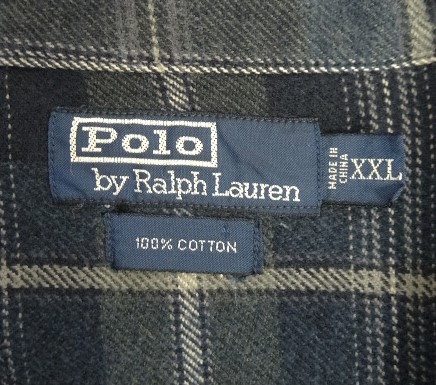 Polo
by Ralph Lauren
MADE IN
CHINA
XXL
100% COTTON